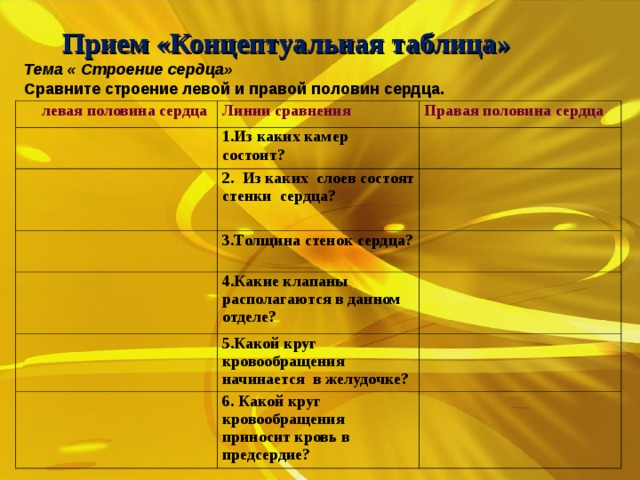 Прием «Концептуальная таблица»
Тема « Строение сердца»
Сравните строение левой и правой половин сердца.
левая половина сердца
Линии сравнения
Правая половина сердца
1.Из каких камер
состоит?
2. Из каких слоев состоят
стенки сердца?
3.Толщина стенок сердца?
4.Какие клапаны
располагаются в данном
отделе?
5.Какой круг
кровообращения
начинается в желудочке?
6. Какой круг
кровообращения
приносит кровь в
предсердие?